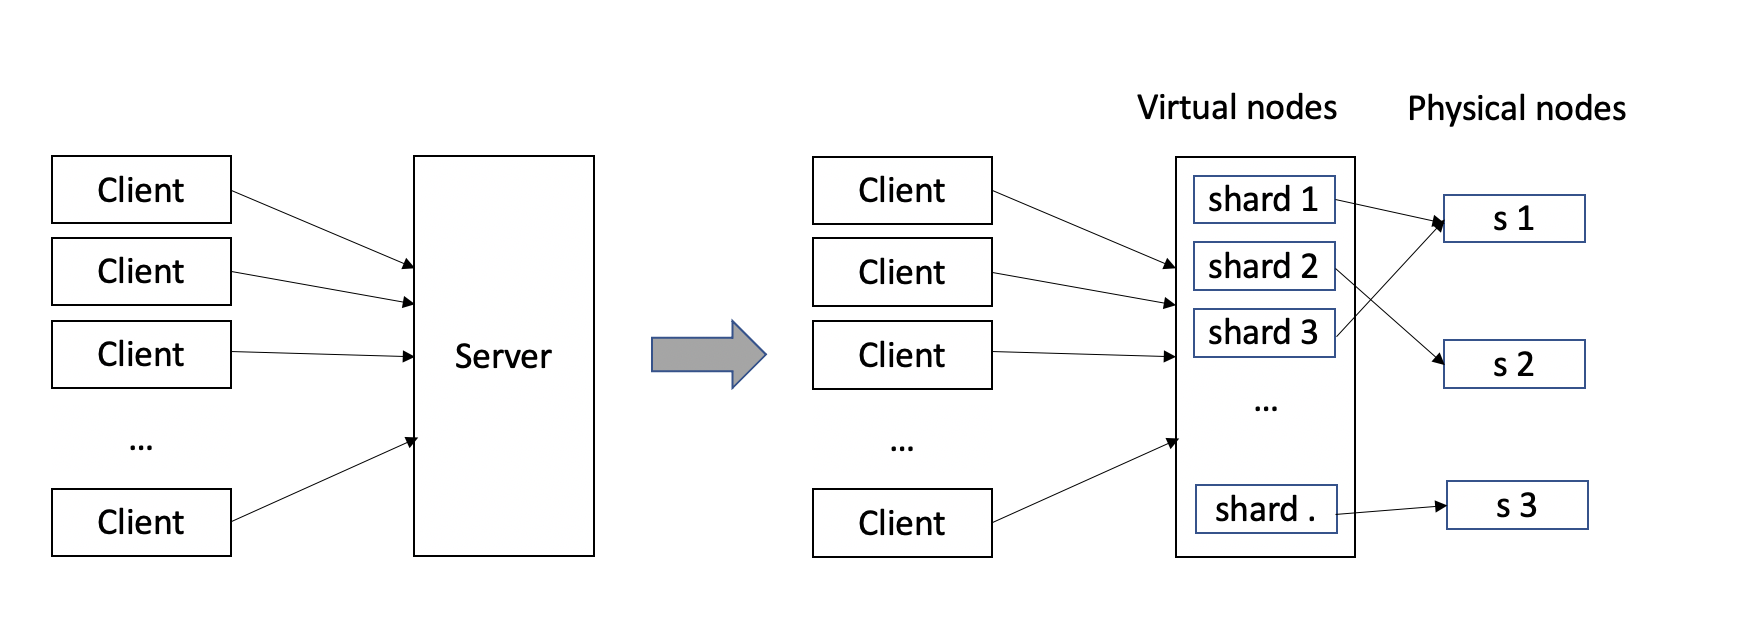 Client
Client
Client
...
Client
Server
Virtual nodes
Physical nodes
Client
Client
Client
...
Client
shard 1
shard 2
shard 3
...
shard .
s 1
s 2
s 3